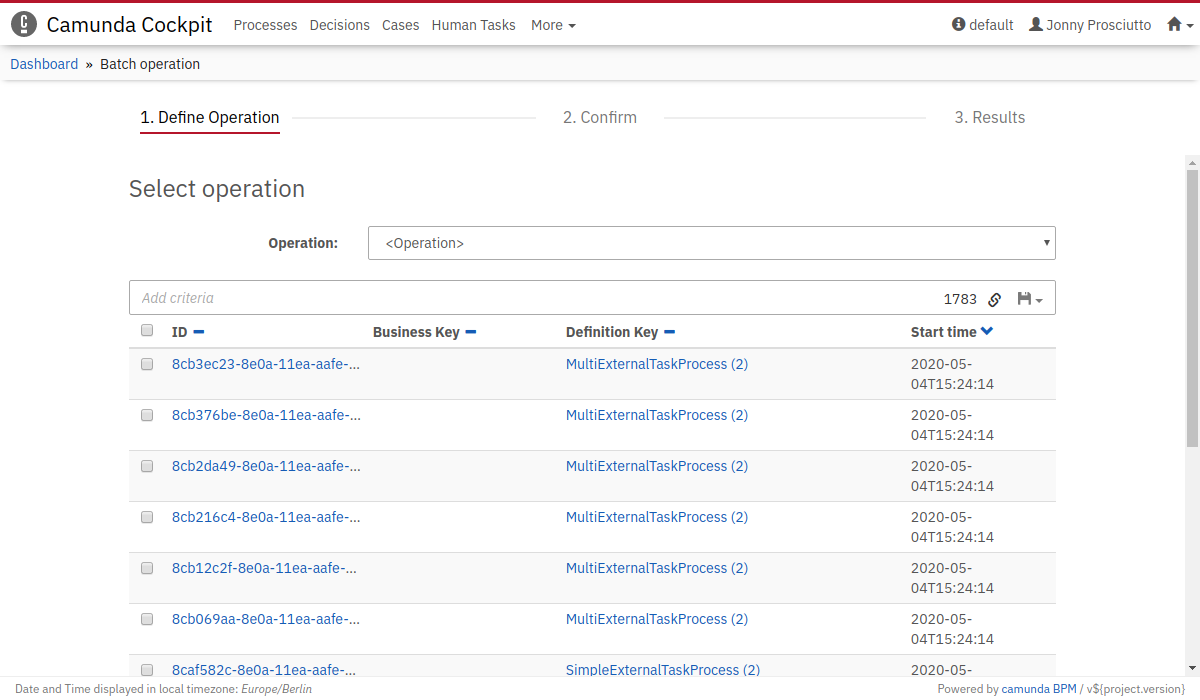 Camunda Cockpit Processes Decisions Cases Human Tasks More default Jonny Prosciutto
Dashboard » Batch operation
1. Define Operation 2. Confirm 3. Results
Select operation
Operation: <Operation>
Add criteria 1783
ID Business Key Definition Key Start time
8cb3ec23-8e0a-11ea-aafe-... MultiExternalTaskProcess (2) 2020-05-
04T15:24:14
8cb376be-8e0a-11ea-aafe-... MultiExternalTaskProcess (2) 2020-05-
04T15:24:14
8cb2da49-8e0a-11ea-aafe-... MultiExternalTaskProcess (2) 2020-05-
04T15:24:14
8cb216c4-8e0a-11ea-aafe-... MultiExternalTaskProcess (2) 2020-05-
04T15:24:14
8cb12c2f-8e0a-11ea-aafe-... MultiExternalTaskProcess (2) 2020-05-
04T15:24:14
8cb069aa-8e0a-11ea-aafe-... MultiExternalTaskProcess (2) 2020-05-
04T15:24:14
8caf582c-8e0a-11ea-aafe-... SimpleExternalTaskProcess (2) 2020-05-
Date and Time displayed in local timezone: Europe/Berlin Powered by camunda BPM / v${project.version}